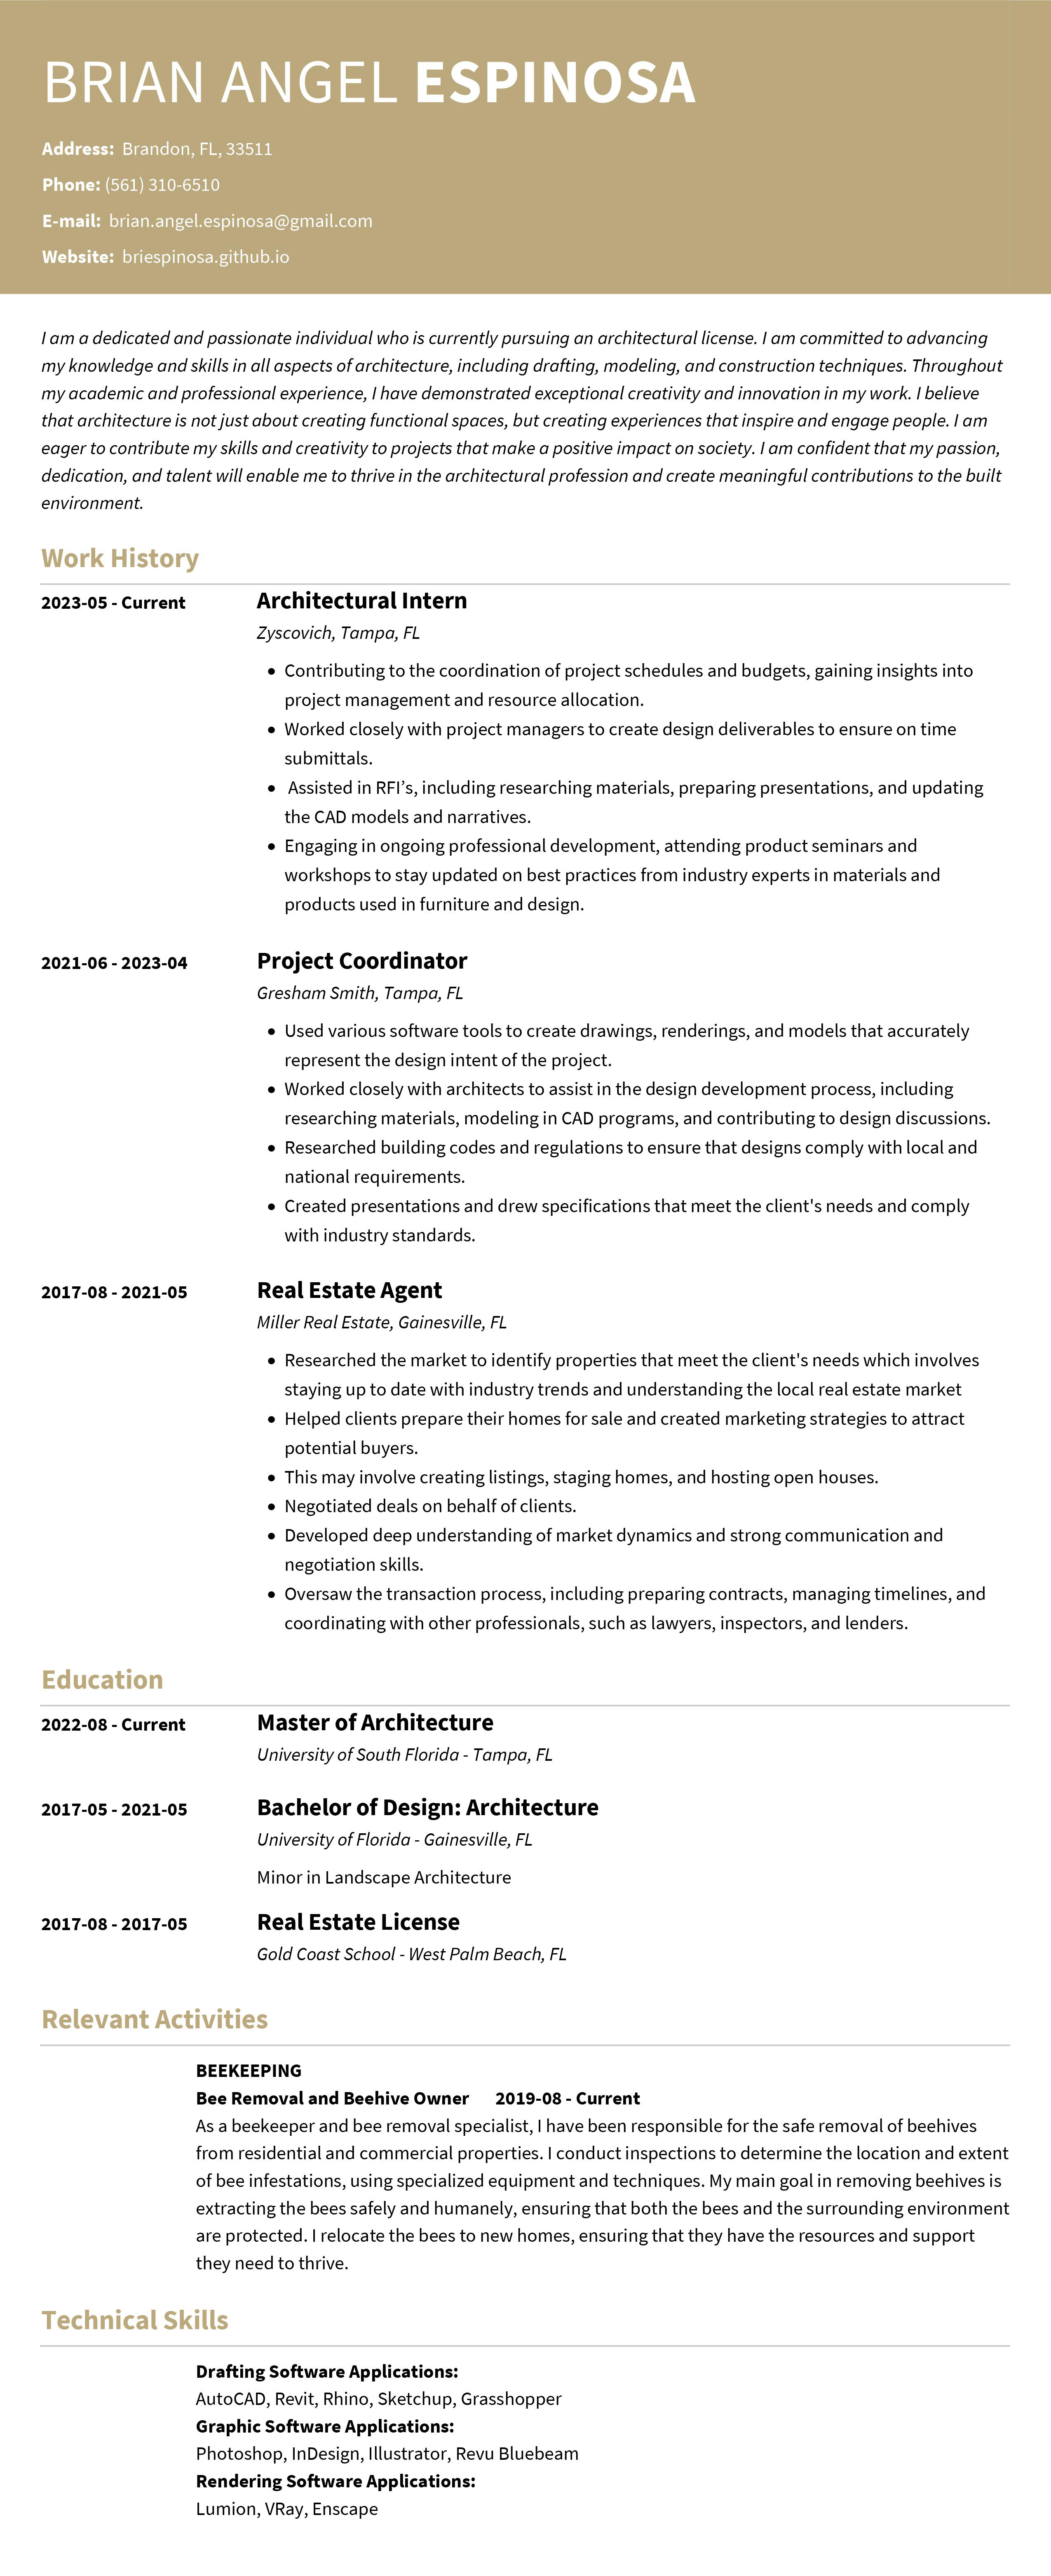 BRIAN ANGEL ESPINOSA
Address: Brandon, FL, 33511
Phone: (561) 310-6510
E-mail: brian.angel.espinosa@gmail.com
Website: briespinosa.github.io
I am a dedicated and passionate individual who is currently pursuing an architectural license. I am committed to advancing
my knowledge and skills in all aspects of architecture, including drafting, modeling, and construction techniques. Throughout
my academic and professional experience, I have demonstrated exceptional creativity and innovation in my work. I believe
that architecture is not just about creating functional spaces, but creating experiences that inspire and engage people. I am
eager to contribute my skills and creativity to projects that make a positive impact on society. I am confident that my passion,
dedication, and talent will enable me to thrive in the architectural profession and create meaningful contributions to the built
environment.
Work History
2023-05 - Current Architectural Intern
Zyscovich, Tampa, FL
• Contributing to the coordination of project schedules and budgets, gaining insights into
project management and resource allocation.
• Worked closely with project managers to create design deliverables to ensure on time
submittals.
• Assisted in RFI’s, including researching materials, preparing presentations, and updating
the CAD models and narratives.
• Engaging in ongoing professional development, attending product seminars and
workshops to stay updated on best practices from industry experts in materials and
products used in furniture and design.
2021-06 - 2023-04 Project Coordinator
Gresham Smith, Tampa, FL
• Used various software tools to create drawings, renderings, and models that accurately
represent the design intent of the project.
• Worked closely with architects to assist in the design development process, including
researching materials, modeling in CAD programs, and contributing to design discussions.
• Researched building codes and regulations to ensure that designs comply with local and
national requirements.
• Created presentations and drew specifications that meet the client's needs and comply
with industry standards.
2017-08 - 2021-05 Real Estate Agent
Miller Real Estate, Gainesville, FL
• Researched the market to identify properties that meet the client's needs which involves
staying up to date with industry trends and understanding the local real estate market
• Helped clients prepare their homes for sale and created marketing strategies to attract
potential buyers.
• This may involve creating listings, staging homes, and hosting open houses.
• Negotiated deals on behalf of clients.
• Developed deep understanding of market dynamics and strong communication and
negotiation skills.
• Oversaw the transaction process, including preparing contracts, managing timelines, and
coordinating with other professionals, such as lawyers, inspectors, and lenders.
Education
2022-08 - Current Master of Architecture
University of South Florida - Tampa, FL
2017-05 - 2021-05 Bachelor of Design: Architecture
University of Florida - Gainesville, FL
Minor in Landscape Architecture
2017-08 - 2017-05 Real Estate License
Gold Coast School - West Palm Beach, FL
Relevant Activities
BEEKEEPING
Bee Removal and Beehive Owner 2019-08 - Current
As a beekeeper and bee removal specialist, I have been responsible for the safe removal of beehives
from residential and commercial properties. I conduct inspections to determine the location and extent
of bee infestations, using specialized equipment and techniques. My main goal in removing beehives is
extracting the bees safely and humanely, ensuring that both the bees and the surrounding environment
are protected. I relocate the bees to new homes, ensuring that they have the resources and support
they need to thrive.
Technical Skills
Drafting Software Applications:
AutoCAD, Revit, Rhino, Sketchup, Grasshopper
Graphic Software Applications:
Photoshop, InDesign, Illustrator, Revu Bluebeam
Rendering Software Applications:
Lumion, VRay, Enscape